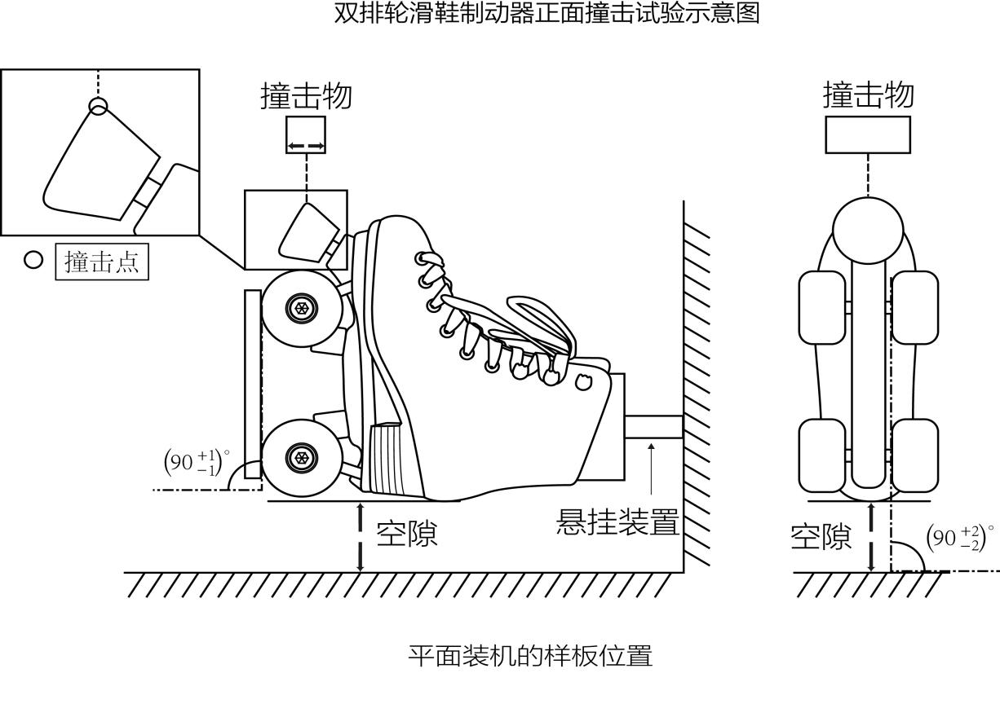 双排轮滑鞋制动器正面撞击试验示意图
撞击物
撞击物
撞击点
(90 +1 −1)°
空隙
悬挂装置
空隙
(90 +2 −2)°
平面装机的样板位置